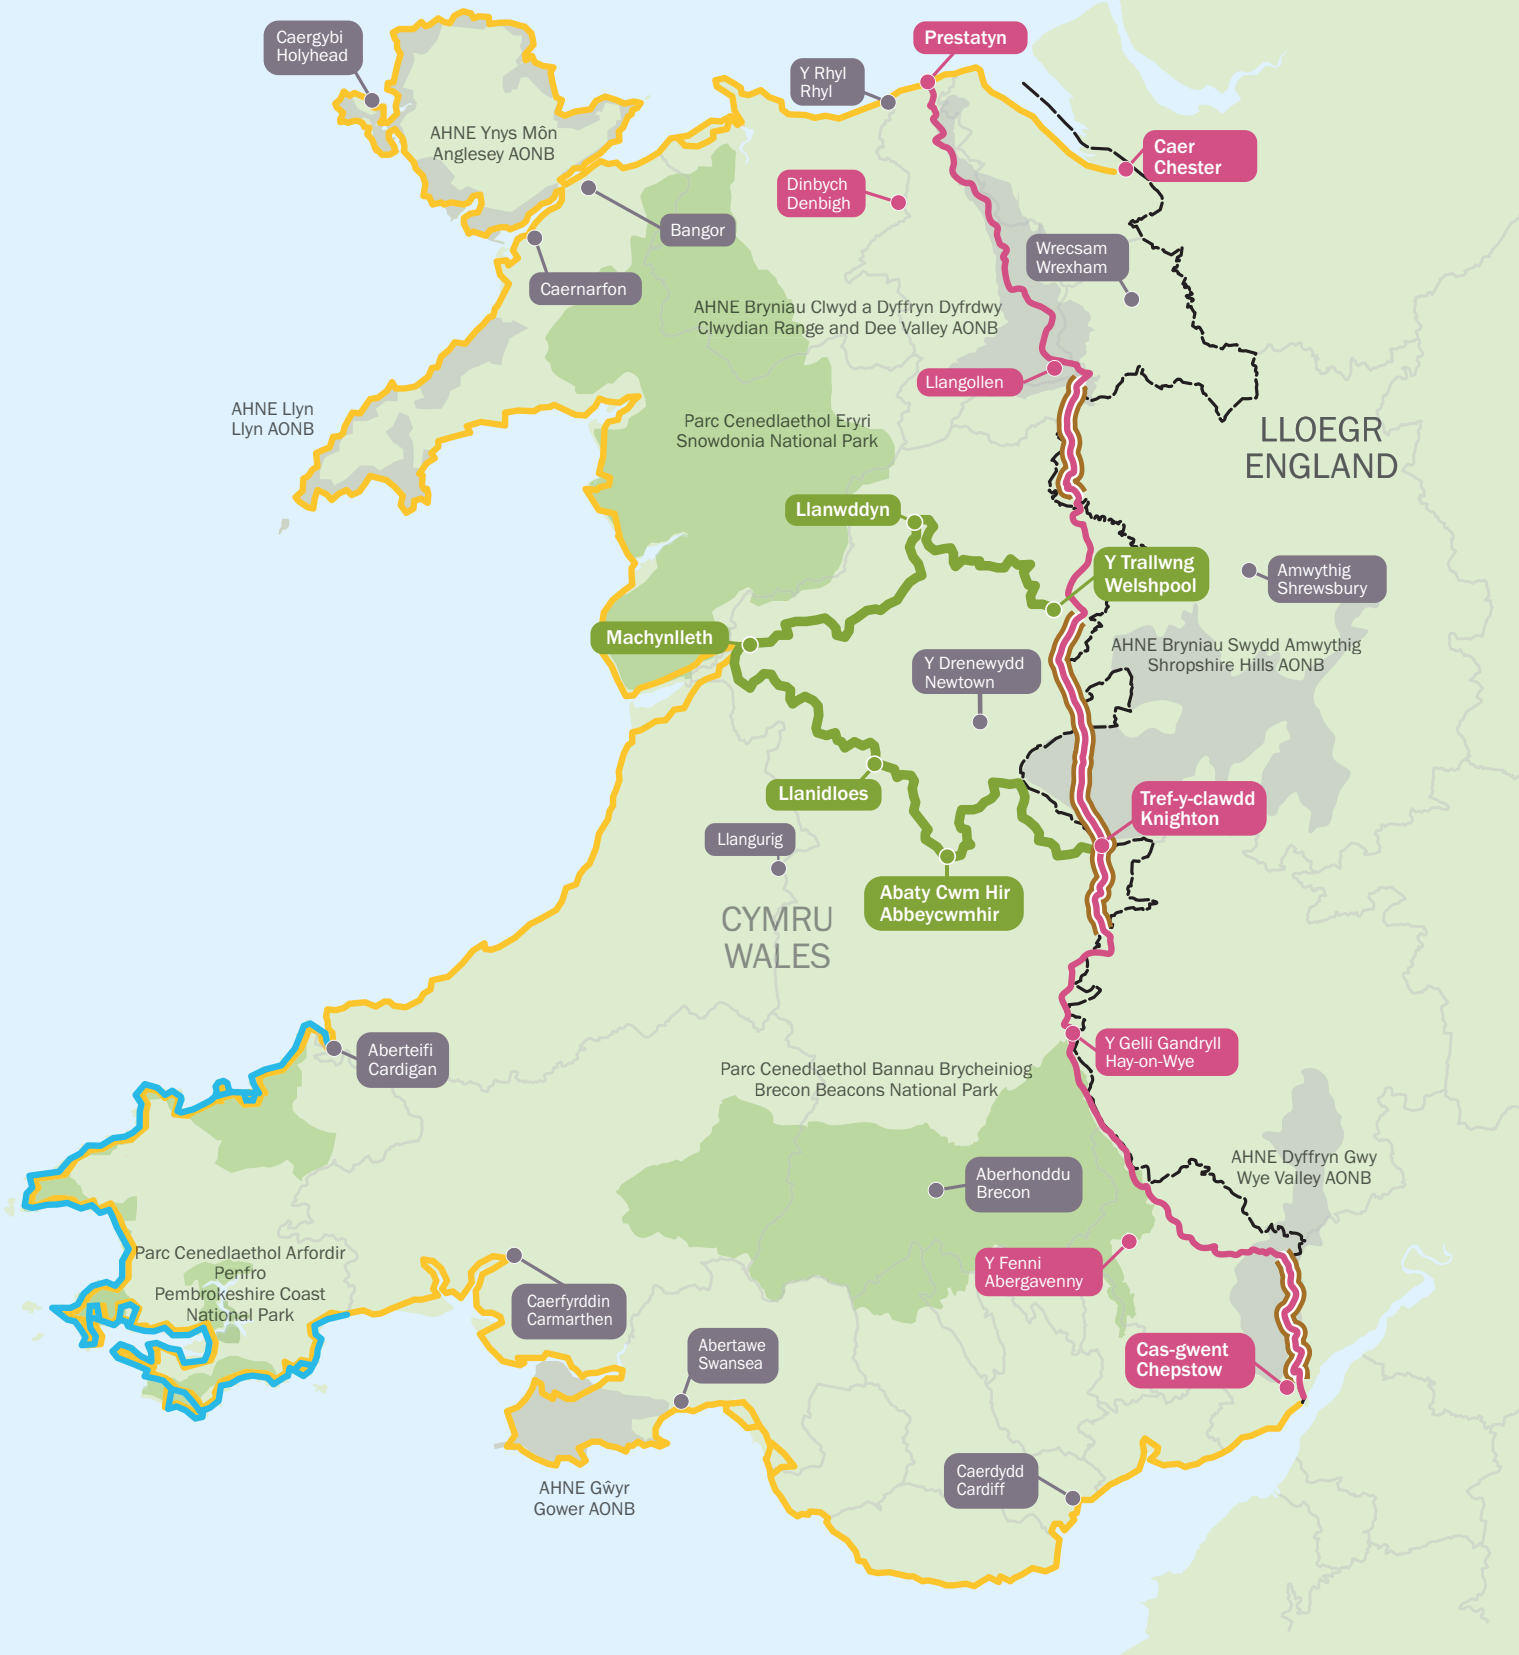 Prestatyn
Caergybi
Holyhead
Y Rhyl
Rhyl
AHNE Ynys Môn
Anglesey AONB
Caer
Chester
Dinbych
Denbigh
Bangor
Wrecsam
Wrexham
Caernarfon
AHNE Bryniau Clwyd a Dyffryn Dyfrdwy
Clwydian Range and Dee Valley AONB
Llangollen
AHNE Llyn
Llyn AONB
Parc Cenedlaethol Eryri
Snowdonia National Park
LLOEGR
ENGLAND
Llanwddyn
Y Trallwng
Welshpool
Amwythig
Shrewsbury
Machynlleth
AHNE Bryniau Swydd Amwythig
Shropshire Hills AONB
Y Drenewydd
Newtown
Llanidloes
Tref-y-clawdd
Knighton
Llangurig
Abaty Cwm Hir
Abbeycwmhir
CYMRU
WALES
Aberteifi
Cardigan
Y Gelli Gandryll
Hay-on-Wye
Parc Cenedlaethol Bannau Brycheiniog
Brecon Beacons National Park
AHNE Dyffryn Gwy
Wye Valley AONB
Aberhonddu
Brecon
Parc Cenedlaethol Arfordir
Penfro
Pembrokeshire Coast
National Park
Y Fenni
Abergavenny
Caerfyrddin
Carmarthen
Abertawe
Swansea
Cas-gwent
Chepstow
AHNE Gŵyr
Gower AONB
Caerdydd
Cardiff